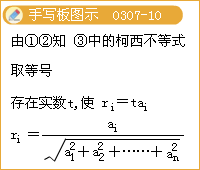 手写板图示 0307-10
由①②知 ③中的柯西不等式
取等号
存在实数t,使 rᵢ=taᵢ
rᵢ= aᵢ / √(a₁²+a₂²+……+aₙ²)